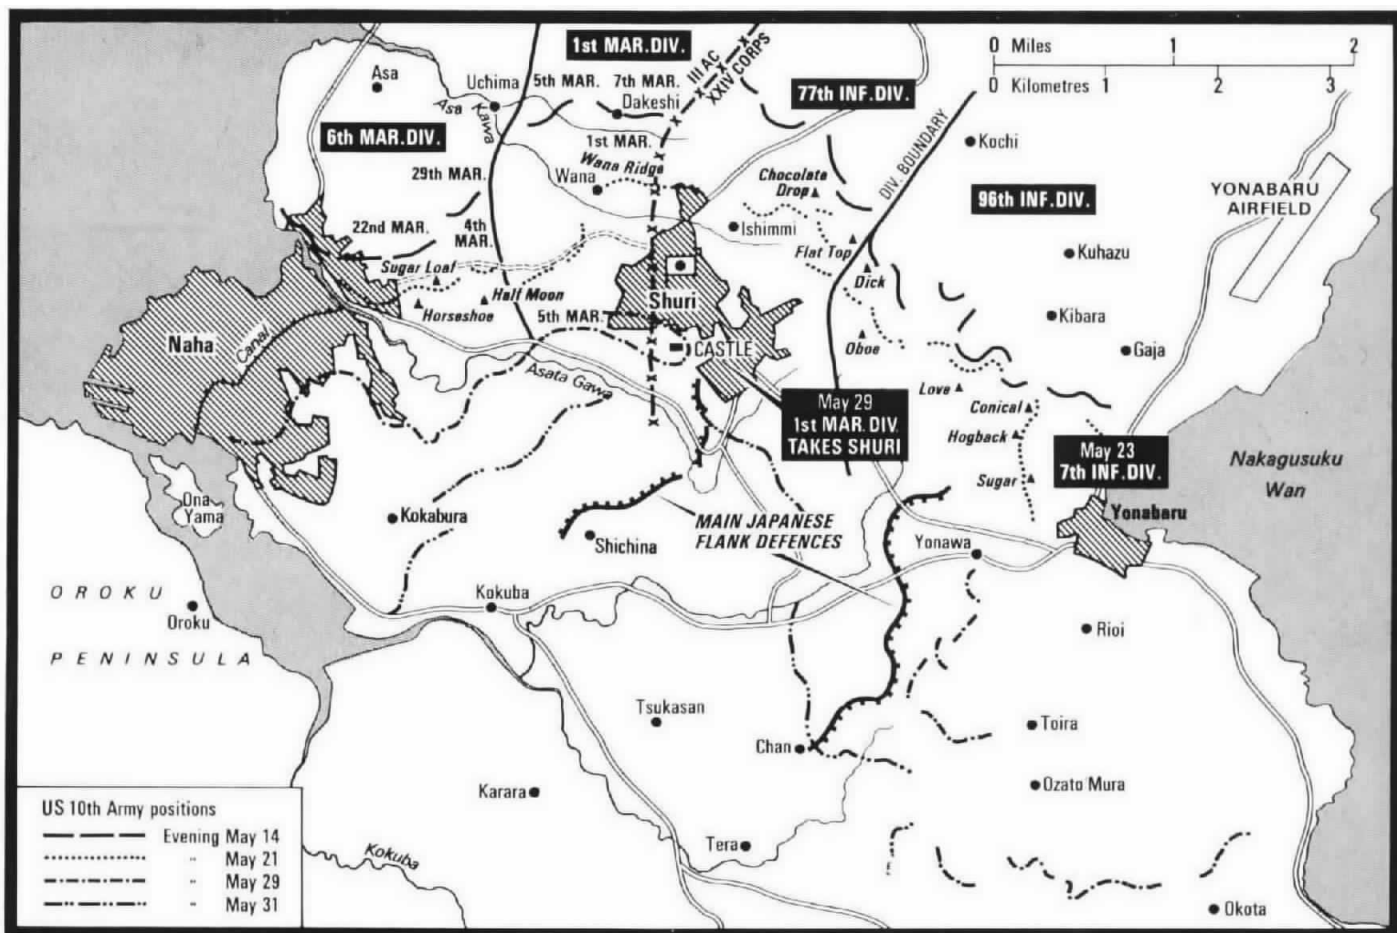 1st MAR. DIV.
III AC
XXIV CORPS
0 Miles 1 2
0 Kilometres 1 2 3
Asa
Uchima
5th MAR.
7th MAR.
Dakeshi
77th INF. DIV.
Asa Kawa
6th MAR. DIV.
1st MAR.
DIV. BOUNDARY
Kochi
29th MAR.
Wana
Wana Ridge
Chocolate
Drop
96th INF. DIV.
YONABARU
AIRFIELD
22nd MAR.
4th
MAR.
Ishimmi
Flat Top
Kuhazu
Sugar Loaf
Dick
Half Moon
Horseshoe
Shuri
5th MAR.
Kibara
Naha
Canal
CASTLE
Oboe
Gaja
Asata Gawa
Love
May 29
1st MAR. DIV.
TAKES SHURI
Conical
Hogback
May 23
7th INF. DIV.
Nakagusuku
Wan
Sugar
Ona
Yama
Kokabura
MAIN JAPANESE
FLANK DEFENCES
Yonabaru
Shichina
Yonawa
OROKU
Oroku
PENINSULA
Kokuba
Rioi
Tsukasan
Toira
Chan
Karara
Ozato Mura
Tera
Kokuba
Okota
US 10th Army positions
Evening May 14
" May 21
" May 29
" May 31